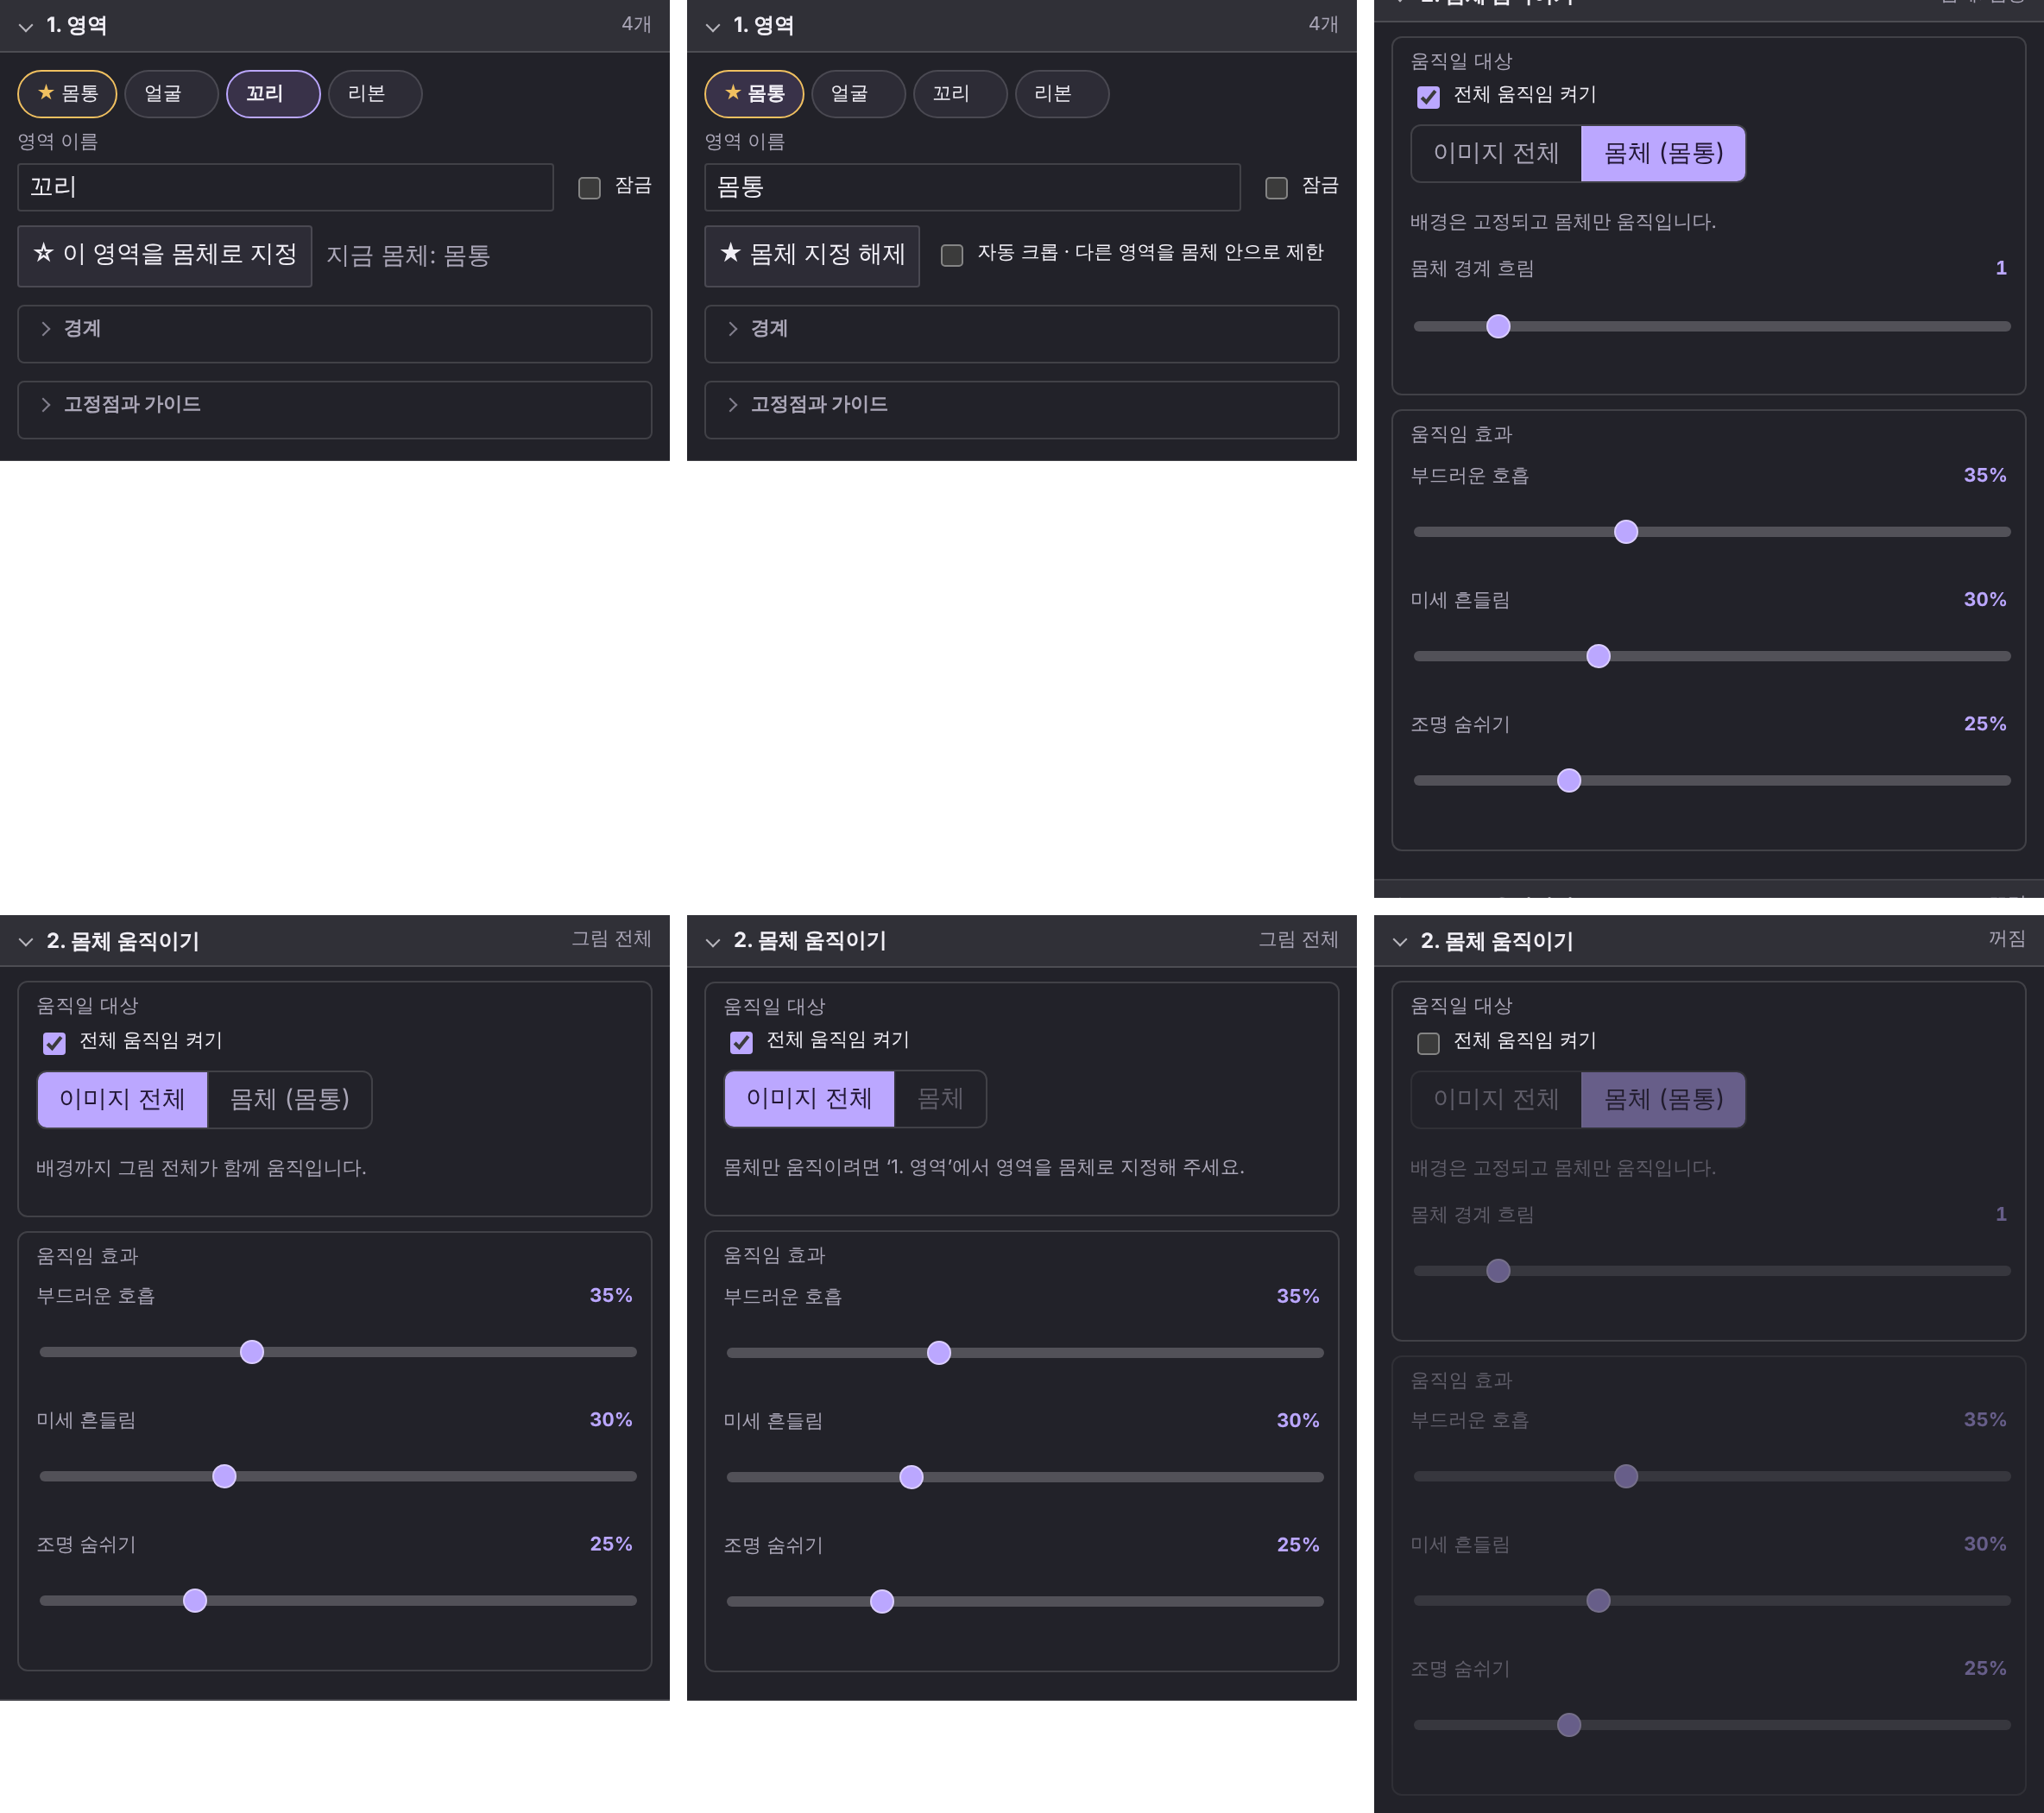 1. 영역 4개
★ 몸통 얼굴 꼬리 리본
영역 이름
꼬리 잠금
☆ 이 영역을 몸체로 지정 지금 몸체: 몸통
경계
고정점과 가이드
1. 영역 4개
★ 몸통 얼굴 꼬리 리본
영역 이름
몸통 잠금
★ 몸체 지정 해제 자동 크롭 · 다른 영역을 몸체 안으로 제한
경계
고정점과 가이드
움직일 대상
전체 움직임 켜기
이미지 전체 몸체 (몸통)
배경은 고정되고 몸체만 움직입니다.
몸체 경계 흐림 1
움직임 효과
부드러운 호흡 35%
미세 흔들림 30%
조명 숨쉬기 25%
2. 몸체 움직이기 그림 전체
움직일 대상
전체 움직임 켜기
이미지 전체 몸체 (몸통)
배경까지 그림 전체가 함께 움직입니다.
움직임 효과
부드러운 호흡 35%
미세 흔들림 30%
조명 숨쉬기 25%
2. 몸체 움직이기 그림 전체
움직일 대상
전체 움직임 켜기
이미지 전체 몸체
몸체만 움직이려면 ‘1. 영역’에서 영역을 몸체로 지정해 주세요.
움직임 효과
부드러운 호흡 35%
미세 흔들림 30%
조명 숨쉬기 25%
2. 몸체 움직이기 꺼짐
움직일 대상
전체 움직임 켜기
이미지 전체 몸체 (몸통)
배경은 고정되고 몸체만 움직입니다.
몸체 경계 흐림 1
움직임 효과
부드러운 호흡 35%
미세 흔들림 30%
조명 숨쉬기 25%